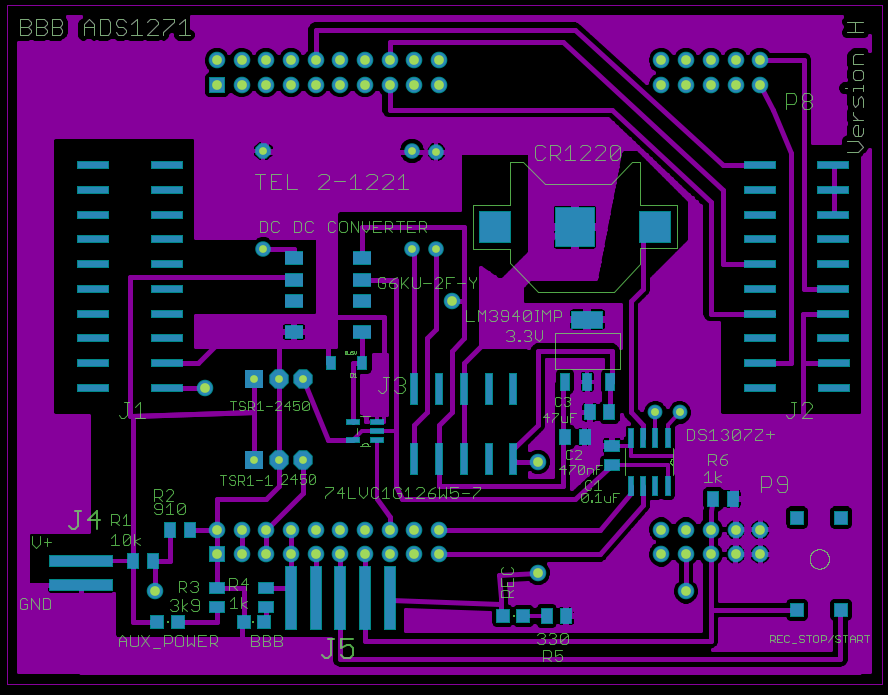 BBB ADS1271
Version H
P8
CR1220
TEL 2-1221
DC DC CONVERTER
G6KU-2F-Y
LM3940IMP
3.3V
J3
J1
TSR1-2450
C3
47uF
J2
DS1307Z+
C2
470nF
R6
1k
TSR1-1 2450
74LVC1G126W5-7
C1
0.1uF
P9
R2
910
J4
R1
10k
V+
GND
R3
3k9
R4
1k
REC
AUX_POWER
BBB
J5
330
R5
REC_STOP/START